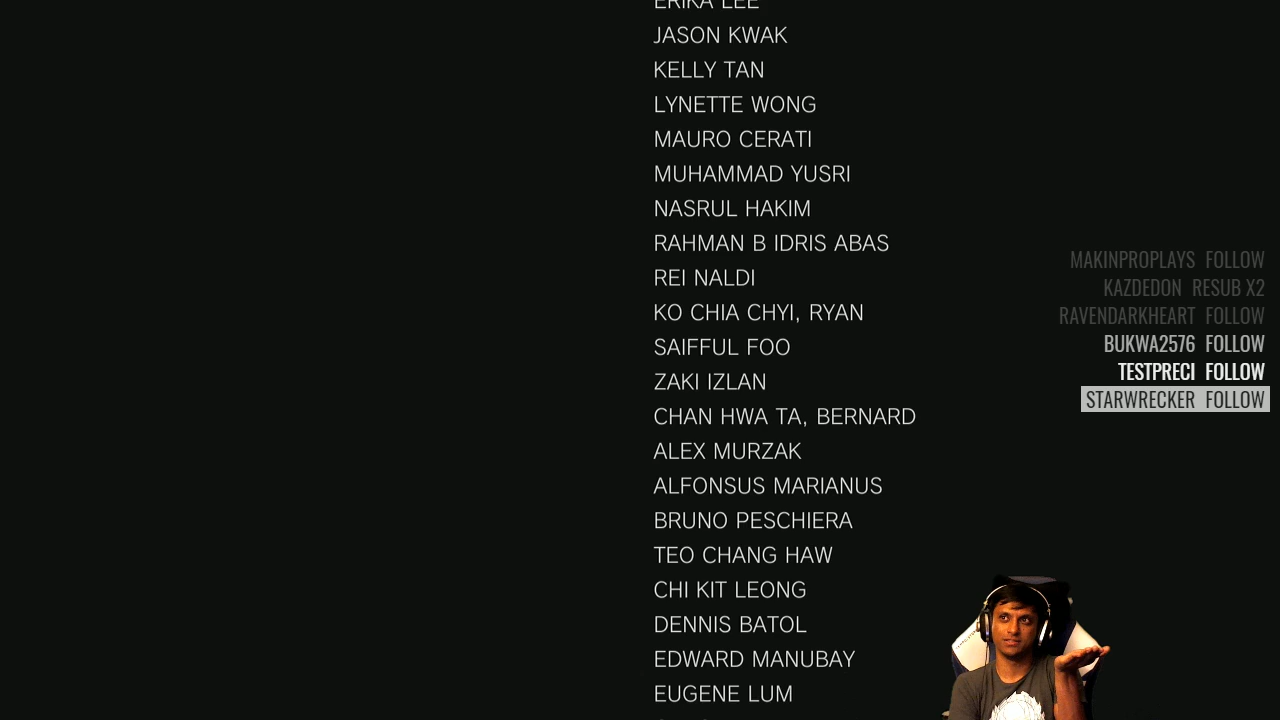 ERIKA LEE
JASON KWAK
KELLY TAN
LYNETTE WONG
MAURO CERATI
MUHAMMAD YUSRI
NASRUL HAKIM
RAHMAN B IDRIS ABAS
REI NALDI
KO CHIA CHYI, RYAN
SAIFFUL FOO
ZAKI IZLAN
CHAN HWA TA, BERNARD
ALEX MURZAK
ALFONSUS MARIANUS
BRUNO PESCHIERA
TEO CHANG HAW
CHI KIT LEONG
DENNIS BATOL
EDWARD MANUBAY
EUGENE LUM
MAKINPROPLAYS FOLLOW
KAZDEDON RESUB X2
RAVENDARKHEART FOLLOW
BUKWA2576 FOLLOW
TESTPRECI FOLLOW
STARWRECKER FOLLOW